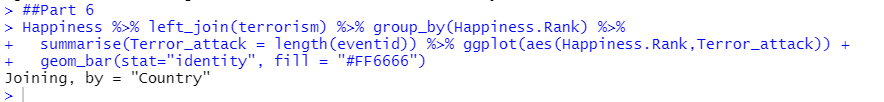 > ##Part 6
> Happiness %>% left_join(terrorism) %>% group_by(Happiness.Rank) %>%
+   summarise(Terror_attack = length(eventid)) %>% ggplot(aes(Happiness.Rank,Terror_attack)) +
+   geom_bar(stat="identity", fill = "#FF6666")
Joining, by = "Country"
>